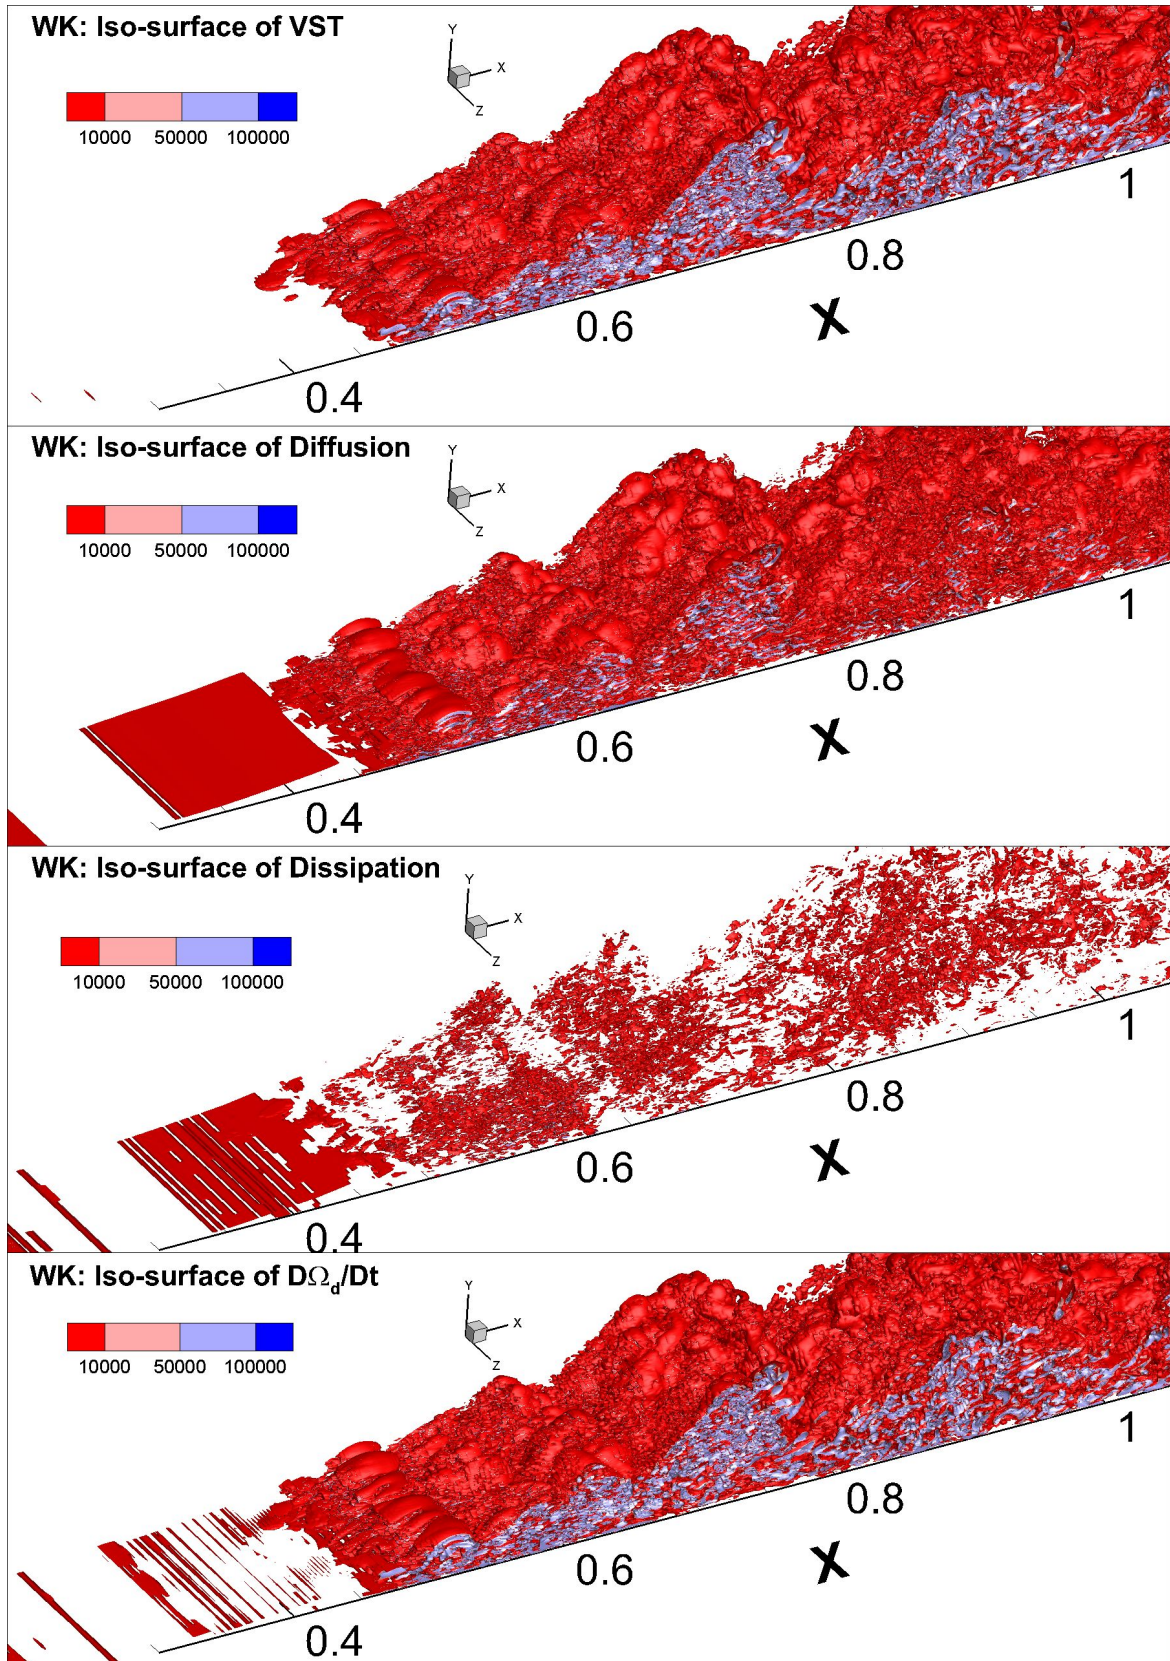 WK: Iso-surface of VST
Y
X
Z
10000 50000 100000
1
0.8
0.6
X
0.4
WK: Iso-surface of Diffusion
Y
X
Z
10000 50000 100000
1
0.8
0.6
X
0.4
WK: Iso-surface of Dissipation
Y
X
Z
10000 50000 100000
1
0.8
0.6
X
0.4
WK: Iso-surface of DΩd/Dt
Y
X
Z
10000 50000 100000
1
0.8
0.6
X
0.4